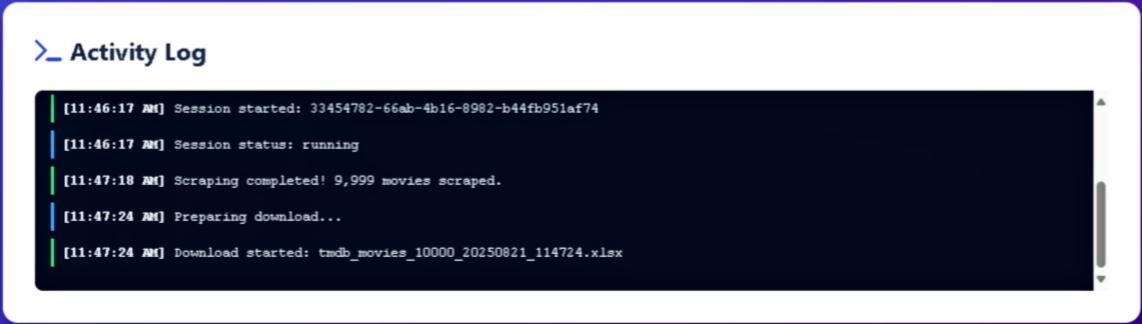 Activity Log
[11:46:17 AM] Session started: 33454782-66ab-4b16-8982-b44fb951af74
[11:46:17 AM] Session status: running
[11:47:18 AM] Scraping completed! 9,999 movies scraped.
[11:47:24 AM] Preparing download...
[11:47:24 AM] Download started: tmdb_movies_10000_20250821_114724.xlsx